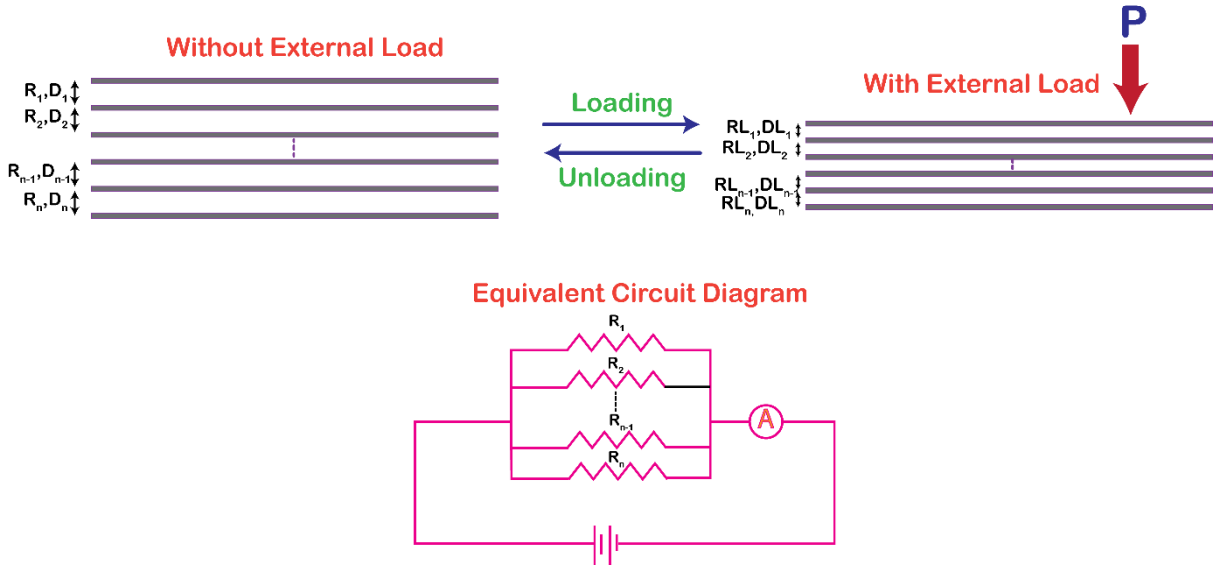 Without External Load
R₁,D₁
R₂,D₂
Rₙ₋₁,Dₙ₋₁
Rₙ,Dₙ
Loading
Unloading
P
With External Load
RL₁,DL₁
RL₂,DL₂
RLₙ₋₁,DLₙ₋₁
RLₙ,DLₙ
Equivalent Circuit Diagram
R₁
R₂
Rₙ₋₁
Rₙ
A